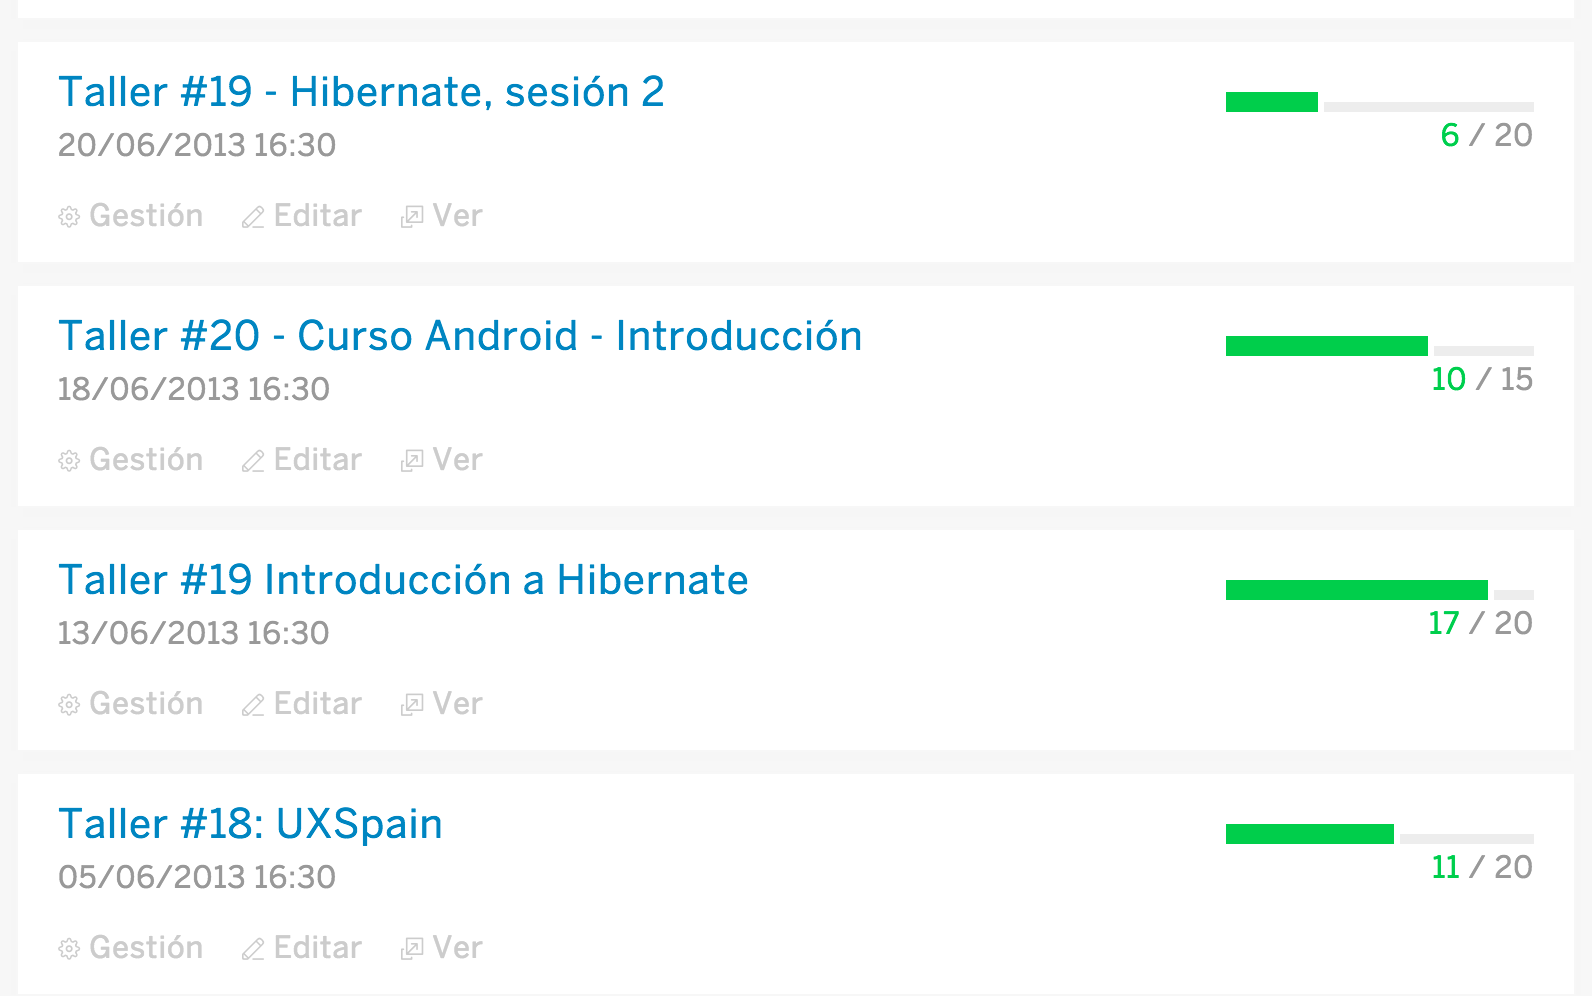 Taller #19 - Hibernate, sesión 2
20/06/2013 16:30
6 / 20
Gestión Editar Ver
Taller #20 - Curso Android - Introducción
18/06/2013 16:30
10 / 15
Gestión Editar Ver
Taller #19 Introducción a Hibernate
13/06/2013 16:30
17 / 20
Gestión Editar Ver
Taller #18: UXSpain
05/06/2013 16:30
11 / 20
Gestión Editar Ver